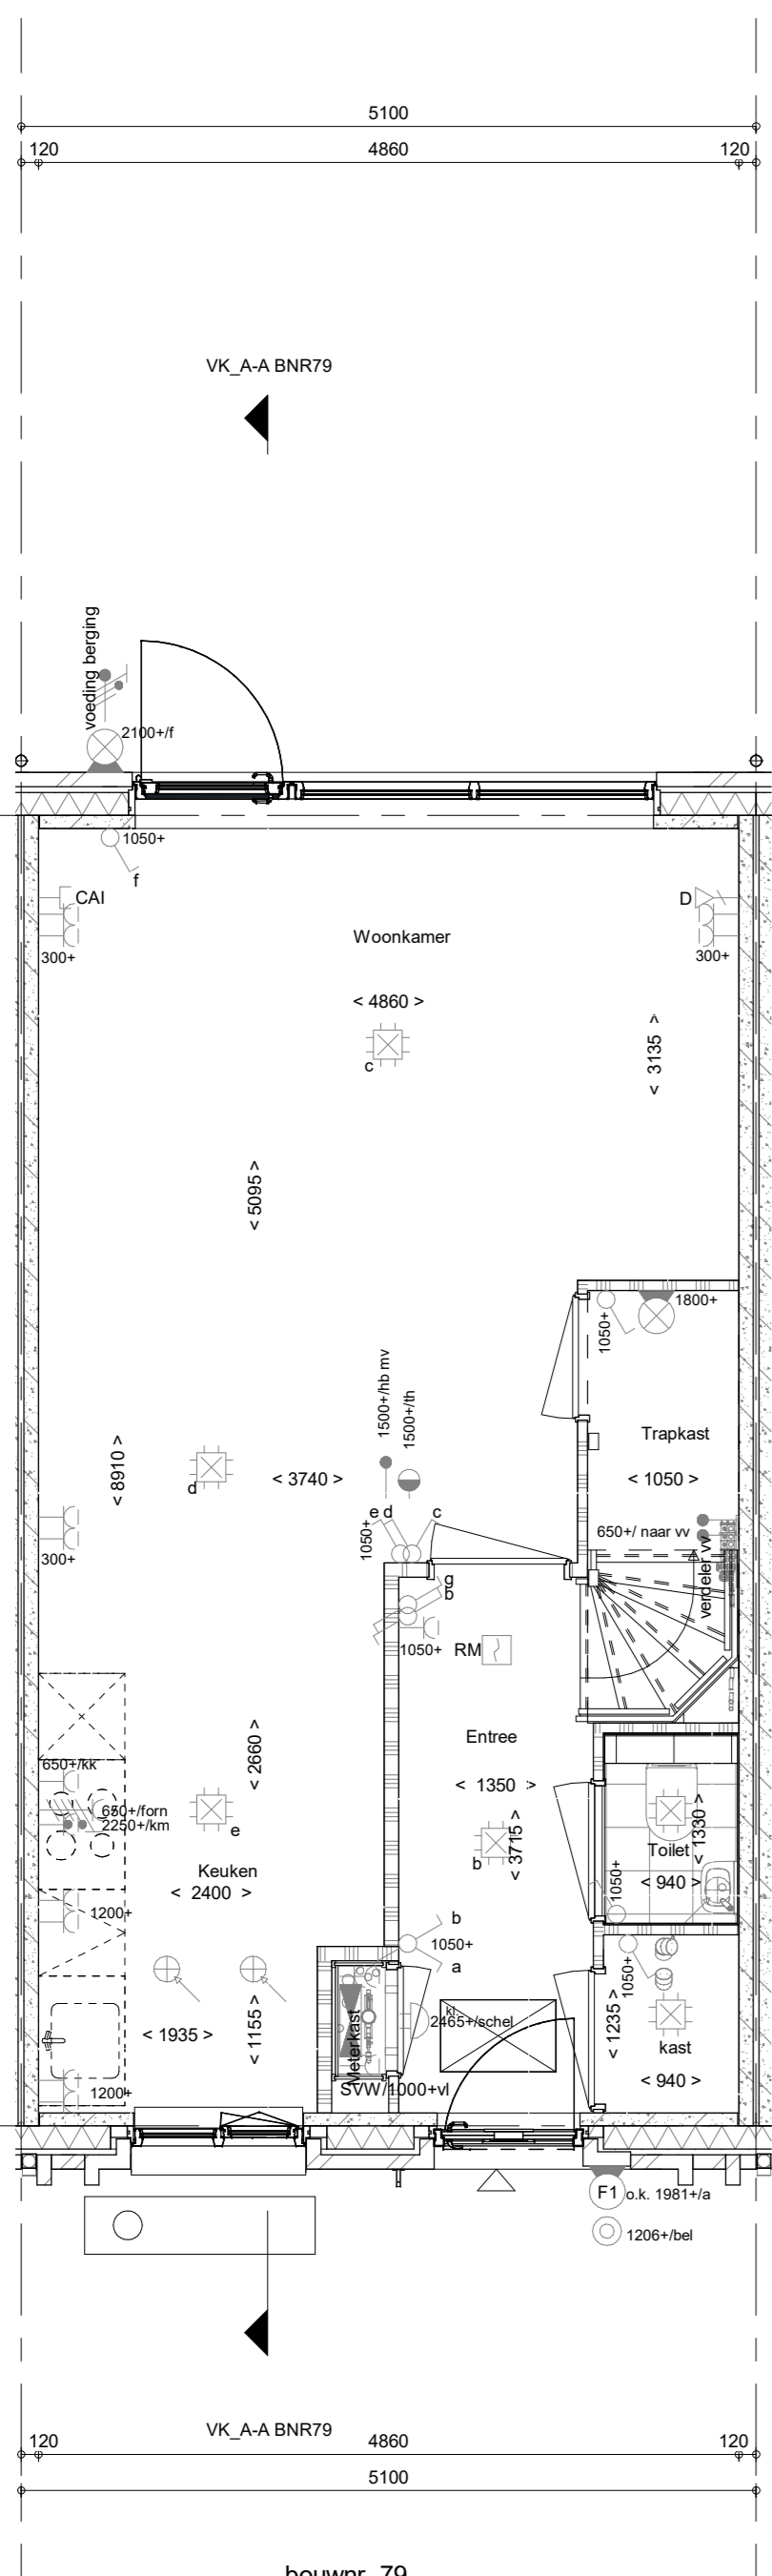 5100
120 4860 120
VK_A-A BNR79
voeding berging
2100+/f
1050+
f
CAI
D
300+
300+
Woonkamer
< 4860 >
c
< 3135 >
< 5095 >
1050+
1800+
1500+/hb mv
1500+/th
Trapkast
< 8910 >
d
< 3740 >
< 1050 >
e d
c
1050+
300+
650+/ naar vv
verdeler vv
g
b
1050+
RM
Entree
< 2660 >
650+/kk
650+/forn
2250+/km
e
< 1350 >
b
< 3715 >
Toilet
< 1330 >
< 940 >
1050+
Keuken
< 2400 >
1200+
b
1050+
a
1050+
kl.
2465+/schel
< 1935 >
< 1155 >
Meterkast
< 1235 >
kast
< 940 >
SVW/1000+vl
1200+
F1
o.k. 1981+/a
1206+/bel
VK_A-A BNR79
120 4860 120
5100
bouwnr. 79